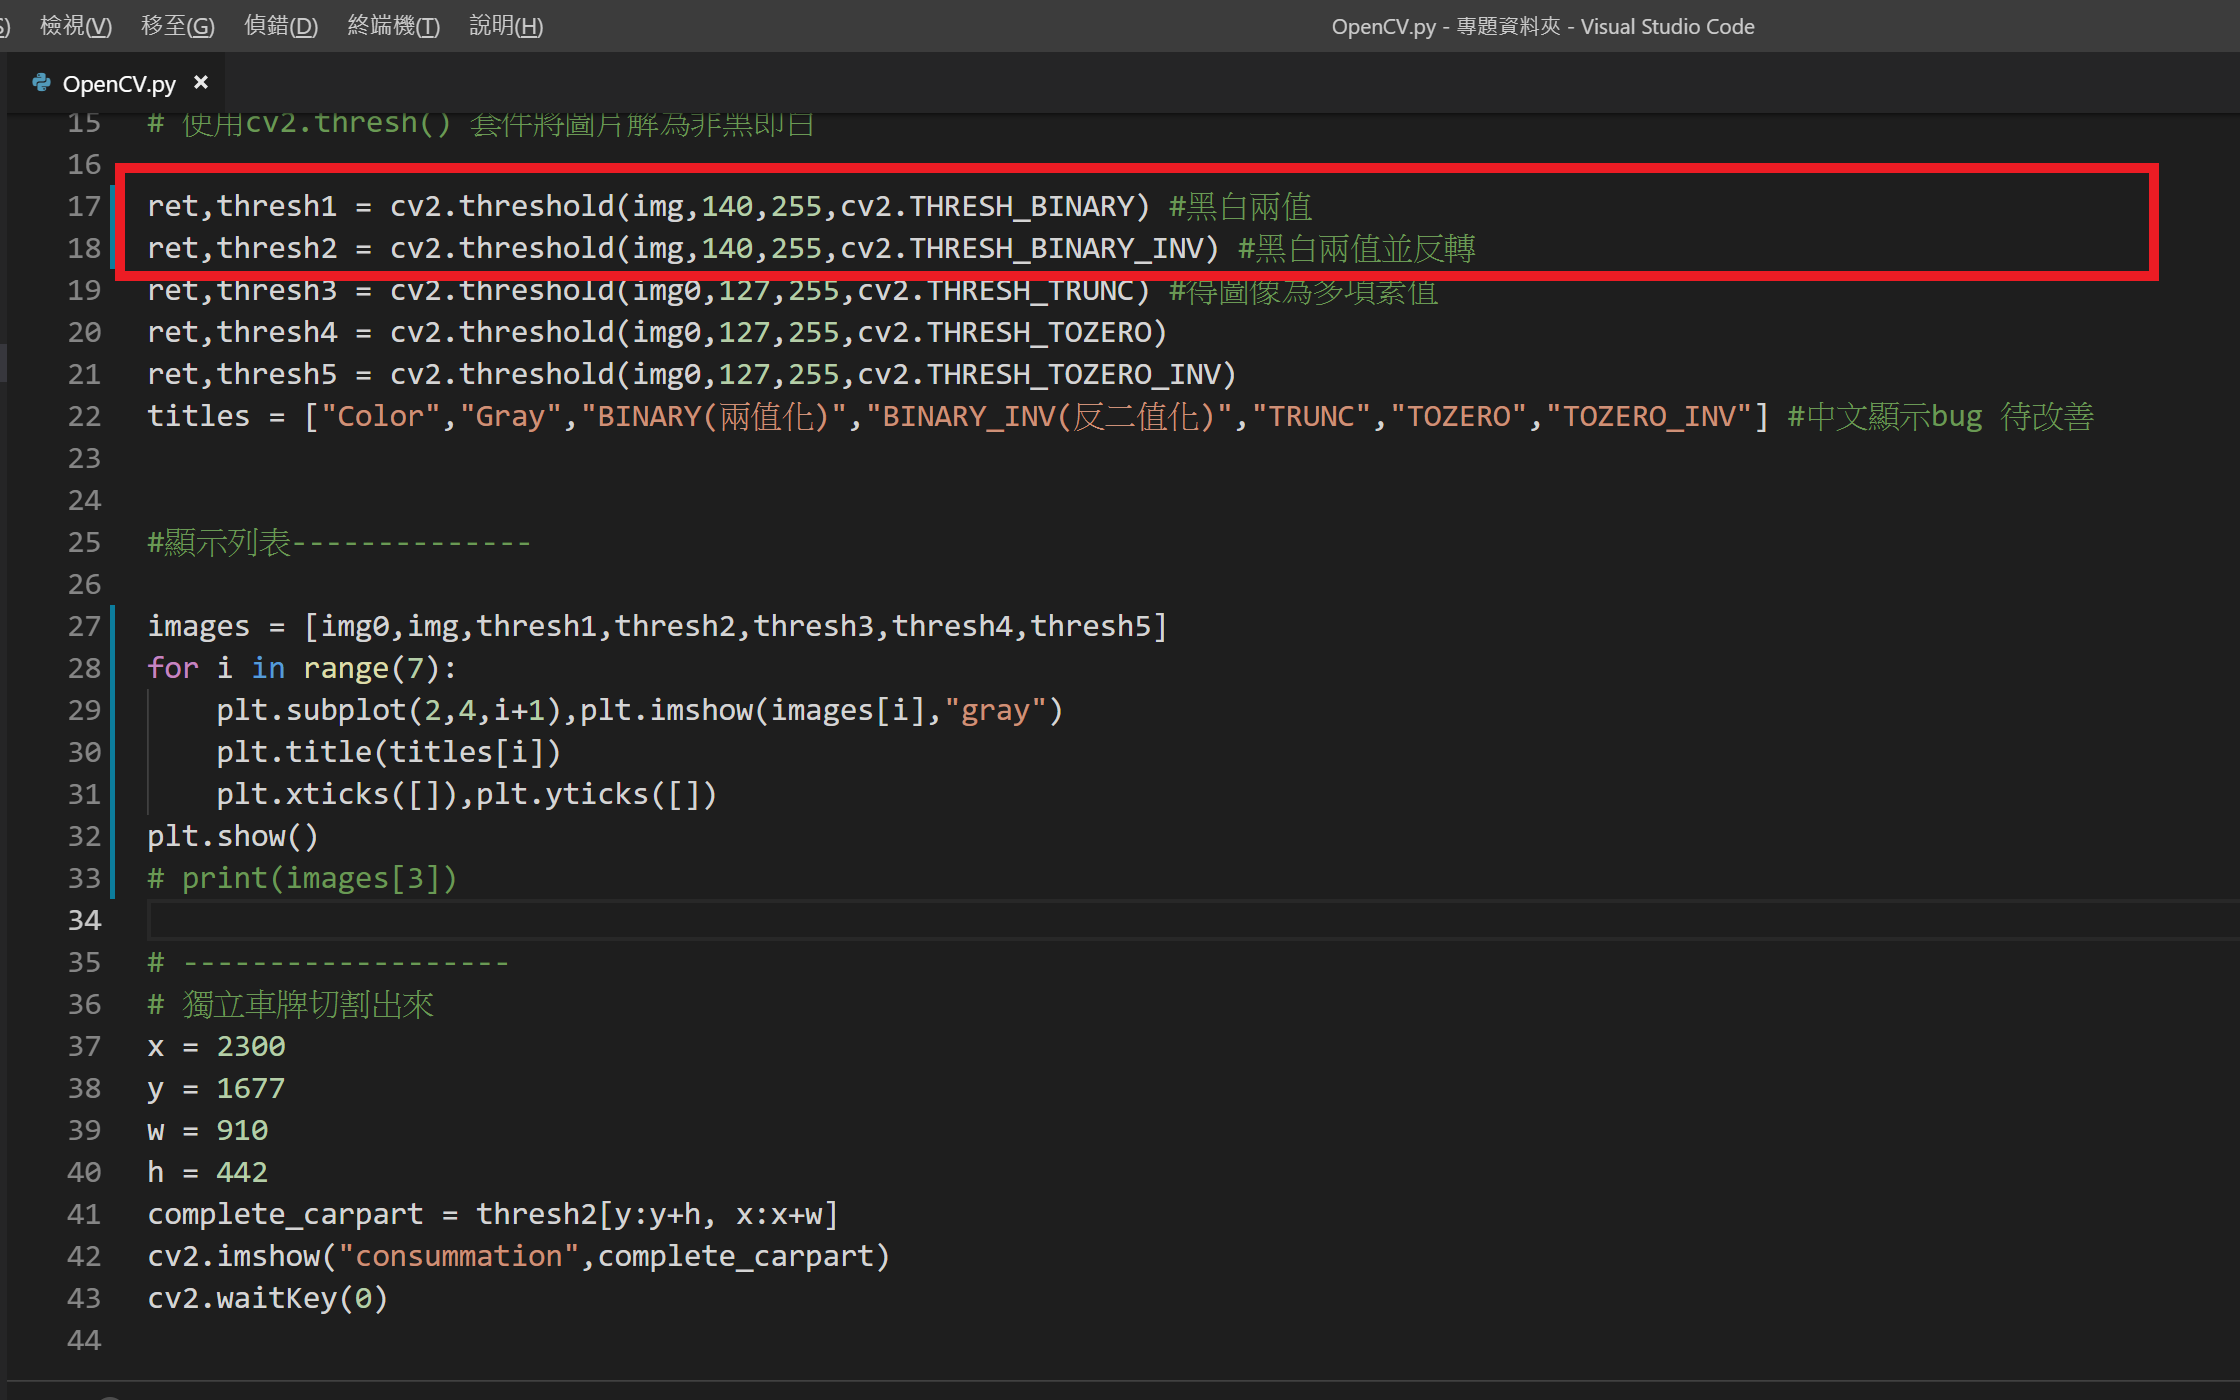 檢視(V) 移至(G) 偵錯(D) 終端機(T) 說明(H) OpenCV.py - 專題資料夾 - Visual Studio Code
OpenCV.py ×
15 # 使用cv2.thresh() 套件將圖片解為非黑即白
16
17 ret,thresh1 = cv2.threshold(img,140,255,cv2.THRESH_BINARY) #黑白兩值
18 ret,thresh2 = cv2.threshold(img,140,255,cv2.THRESH_BINARY_INV) #黑白兩值並反轉
19 ret,thresh3 = cv2.threshold(img0,127,255,cv2.THRESH_TRUNC) #得圖像為多項素值
20 ret,thresh4 = cv2.threshold(img0,127,255,cv2.THRESH_TOZERO)
21 ret,thresh5 = cv2.threshold(img0,127,255,cv2.THRESH_TOZERO_INV)
22 titles = ["Color","Gray","BINARY(兩值化)","BINARY_INV(反二值化)","TRUNC","TOZERO","TOZERO_INV"] #中文顯示bug 待改善
23
24
25 #顯示列表--------------
26
27 images = [img0,img,thresh1,thresh2,thresh3,thresh4,thresh5]
28 for i in range(7):
29     plt.subplot(2,4,i+1),plt.imshow(images[i],"gray")
30     plt.title(titles[i])
31     plt.xticks([]),plt.yticks([])
32 plt.show()
33 # print(images[3])
34
35 # -------------------
36 # 獨立車牌切割出來
37 x = 2300
38 y = 1677
39 w = 910
40 h = 442
41 complete_carpart = thresh2[y:y+h, x:x+w]
42 cv2.imshow("consummation",complete_carpart)
43 cv2.waitKey(0)
44